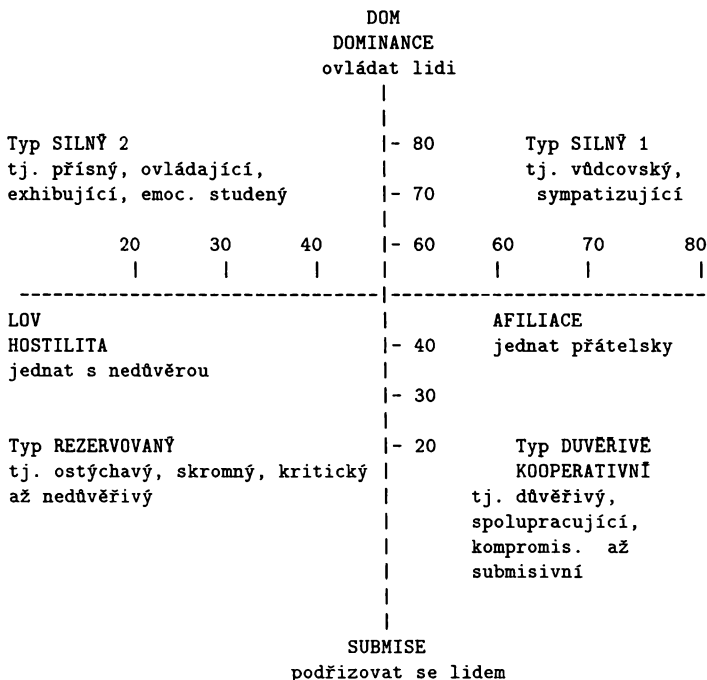 DOM
DOMINANCE
ovládat lidi
Typ SILNÝ 2 - 80 Typ SILNÝ 1
tj. přísný, ovládající, tj. vůdcovský,
exhibující, emoc. studený - 70 sympatizující
20 30 40 - 60 60 70 80
LOV AFILIACE
HOSTILITA - 40 jednat přátelsky
jednat s nedůvěrou
- 30
Typ REZERVOVANÝ - 20 Typ DUVĚŘIVĚ
tj. ostýchavý, skromný, kritický KOOPERATIVNÍ
až nedůvěřivý tj. důvěřivý,
spolupracující,
kompromis. až
submisivní
SUBMISE
podřizovat se lidem